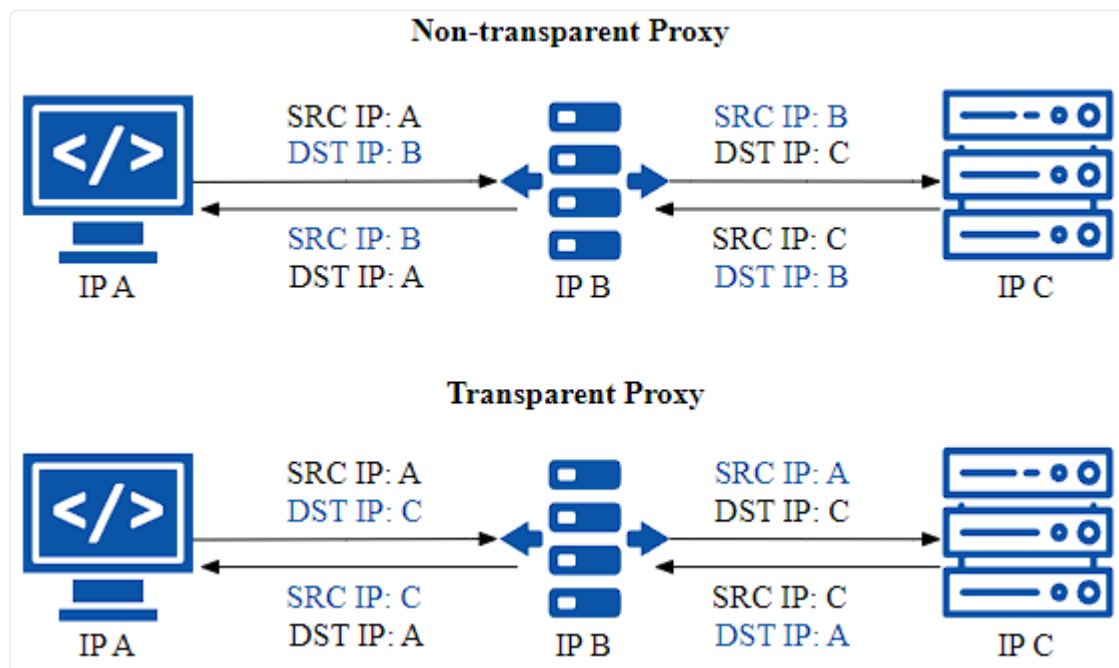 Non-transparent Proxy
SRC IP: A
DST IP: B
SRC IP: B
DST IP: C
</>
SRC IP: B
DST IP: A
SRC IP: C
DST IP: B
IP A
IP B
IP C
Transparent Proxy
SRC IP: A
DST IP: C
SRC IP: A
DST IP: C
</>
SRC IP: C
DST IP: A
SRC IP: C
DST IP: A
IP A
IP B
IP C